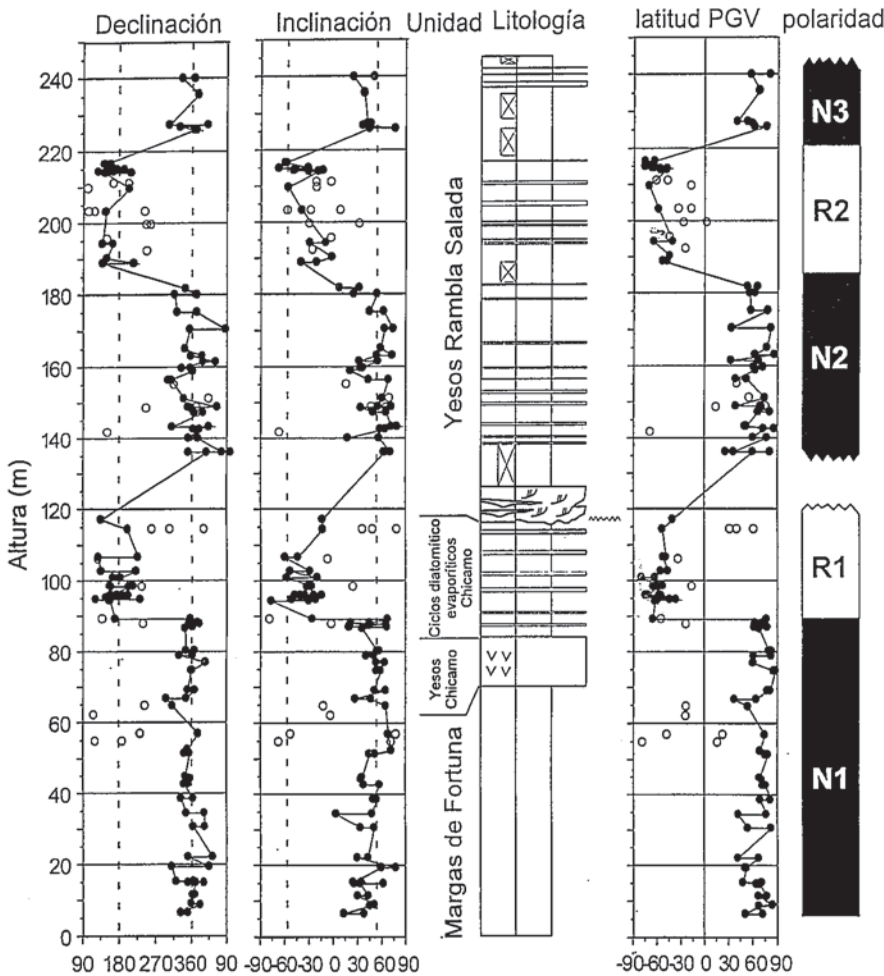 Declinación Inclinación Unidad Litología latitud PGV polaridad
Altura (m)
240
220
200
180
160
140
120
100
80
60
40
20
0
Yesos Rambla Salada
Ciclos diatomítico
evaporíticos
Chicamo
Yesos
Chicamo
Margas de Fortuna
N3
R2
N2
R1
N1
90 180 270 360 90
-90 -60 -30 0 30 60 90
-90 -60 -30 0 30 60 90